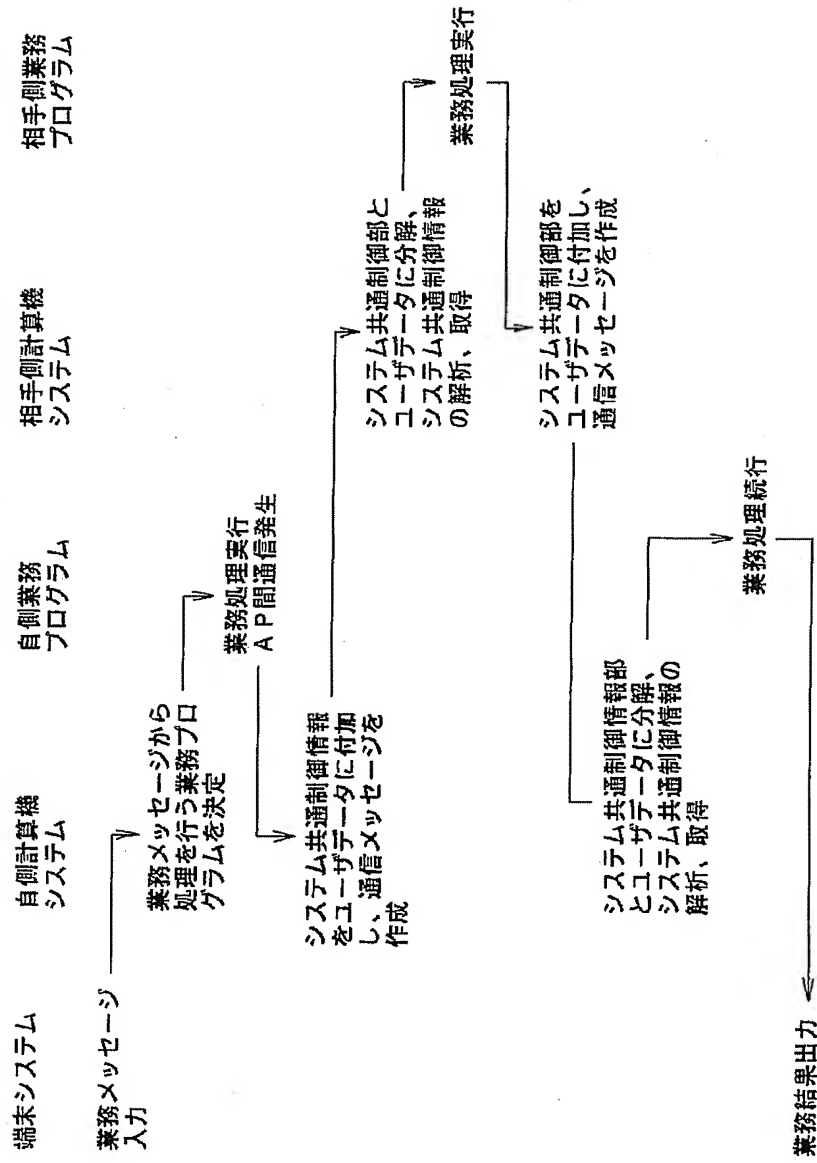 端末システム
自側計算機
システム
自側業務
プログラム
相手側計算機
システム
相手側業務
プログラム
業務メッセージ
入力
業務メッセージから
処理を行う業務プロ
グラムを決定
業務処理実行
AP間通信発生
システム共通制御情報
をユーザデータに付加
し、通信メッセージを
作成
システム共通制御部と
ユーザデータに分解、
システム共通制御情報
の解析、取得
業務処理実行
システム共通制御部を
ユーザデータに付加し、
通信メッセージを作成
システム共通制御情報部
とユーザデータに分解、
システム共通制御情報の
解析、取得
業務処理続行
業務結果出力